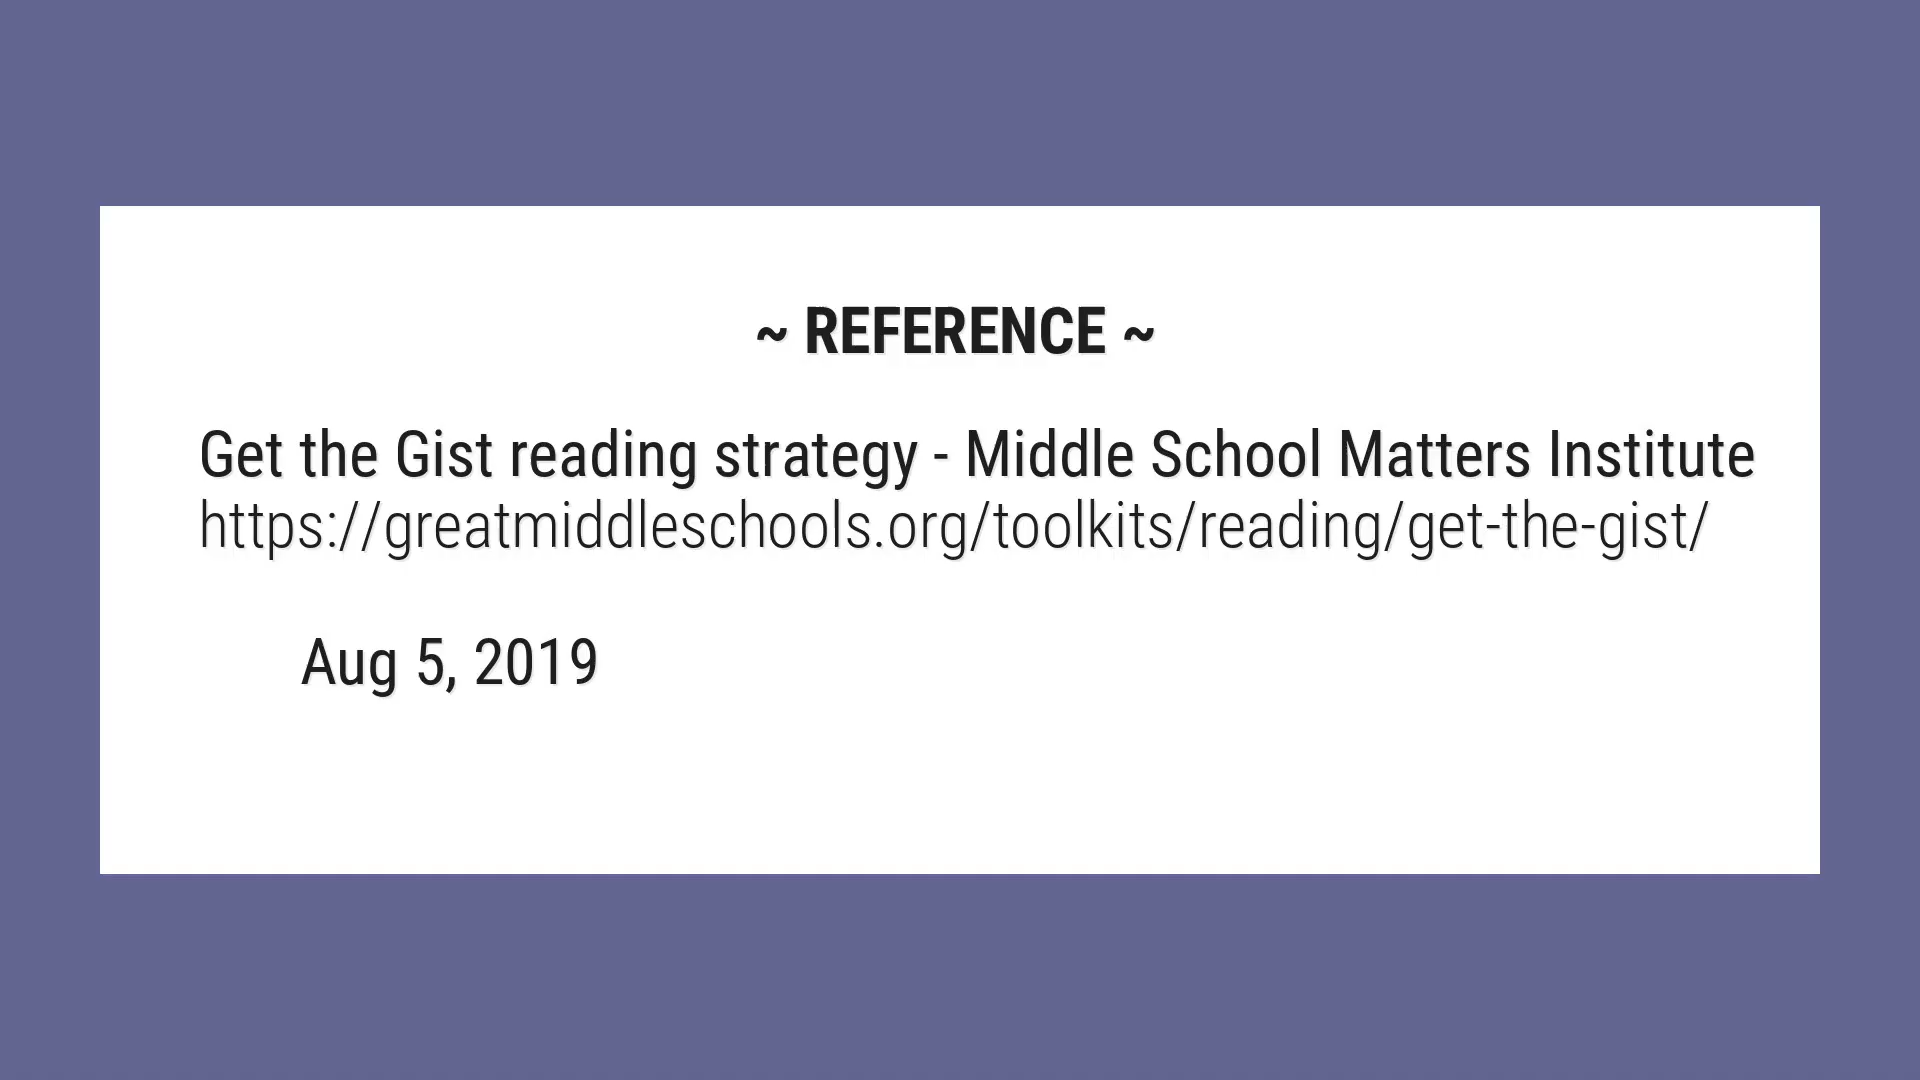 ~ REFERENCE ~
Get the Gist reading strategy - Middle School Matters Institute
https://greatmiddleschools.org/toolkits/reading/get-the-gist/
Aug 5, 2019